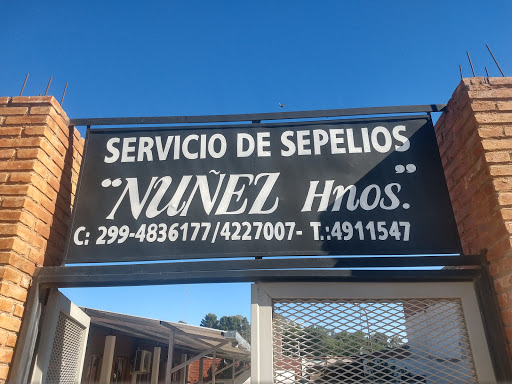 SERVICIO DE SEPELIOS
"NUÑEZ Hnos."
C: 299-4836177/4227007- T.:4911547